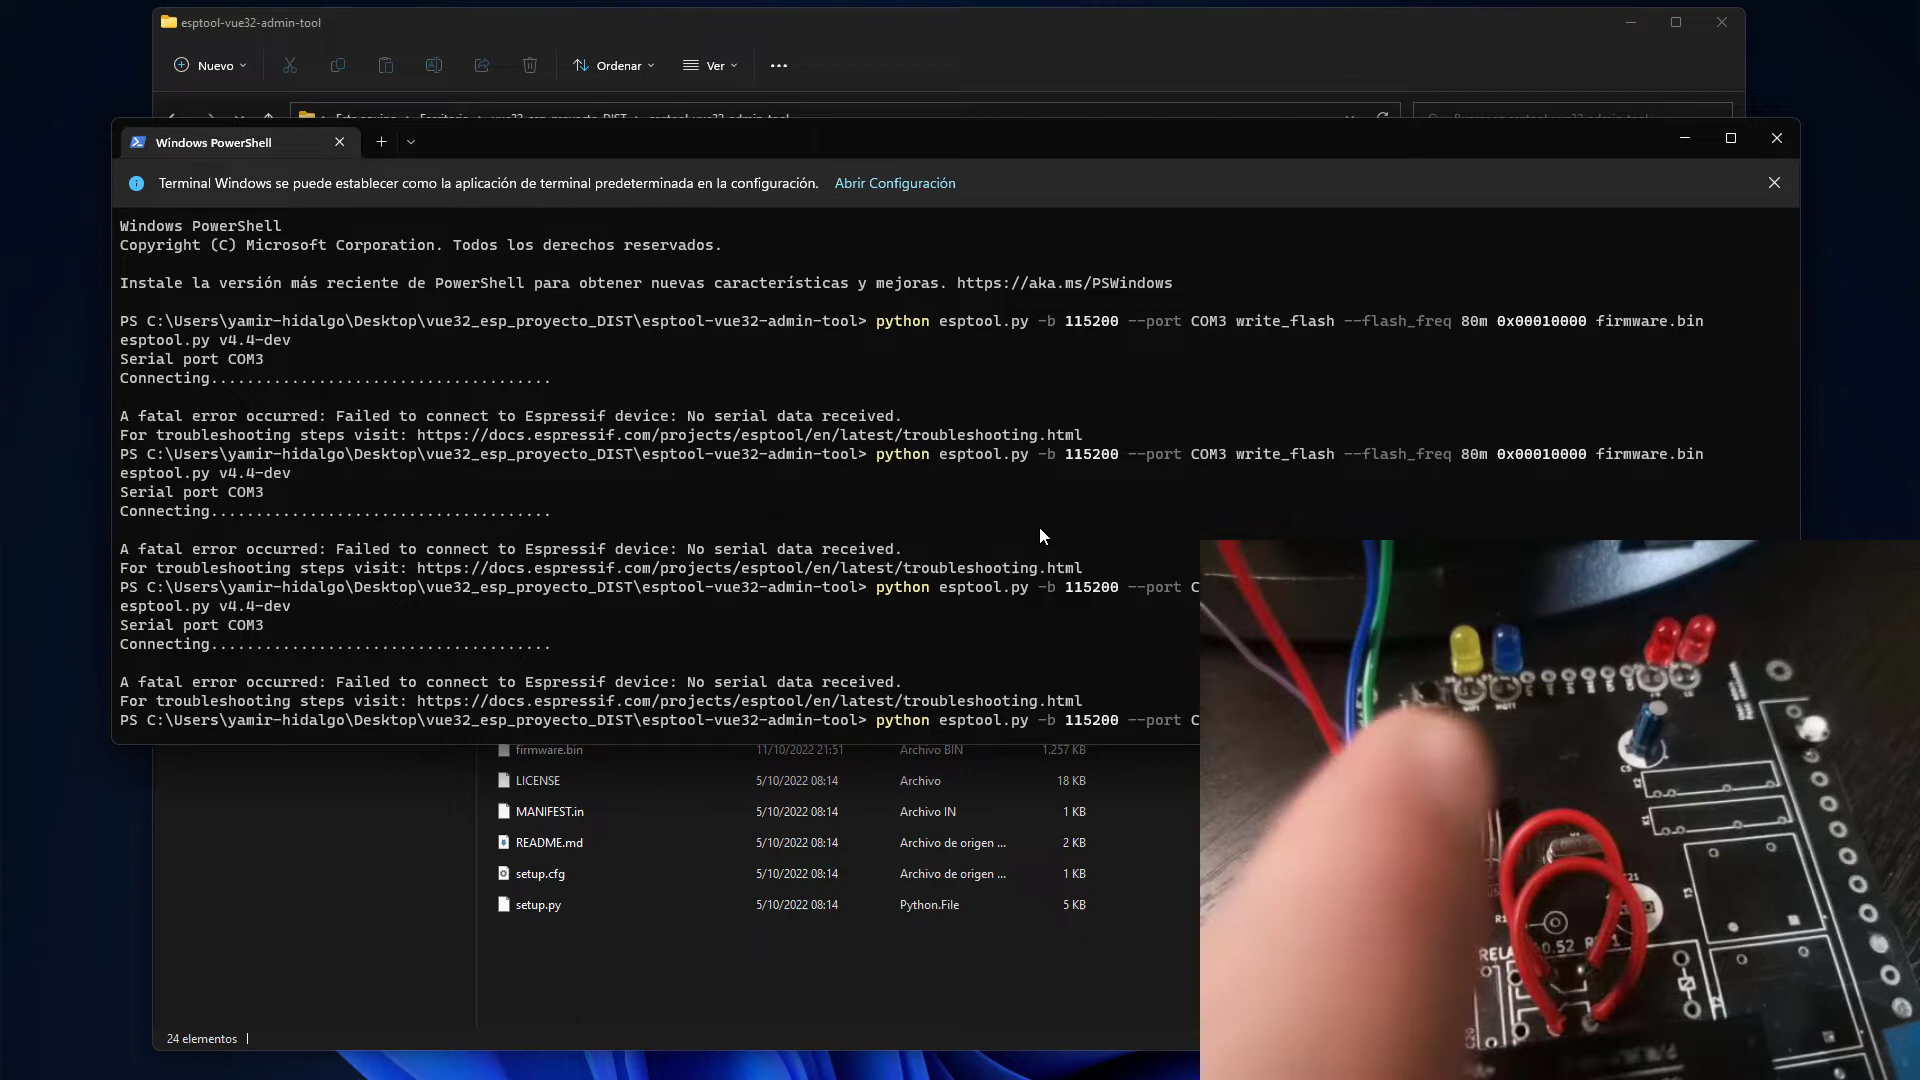 esptool-vue32-admin-tool
Nuevo
Ordenar
Ver
Windows PowerShell
Terminal Windows se puede establecer como la aplicación de terminal predeterminada en la configuración. Abrir Configuración
Windows PowerShell
Copyright (C) Microsoft Corporation. Todos los derechos reservados.
Instale la versión más reciente de PowerShell para obtener nuevas características y mejoras. https://aka.ms/PSWindows
PS C:\Users\yamir-hidalgo\Desktop\vue32_esp_proyecto_DIST\esptool-vue32-admin-tool> python esptool.py -b 115200 --port COM3 write_flash --flash_freq 80m 0x00010000 firmware.bin
esptool.py v4.4-dev
Serial port COM3
Connecting......................................
A fatal error occurred: Failed to connect to Espressif device: No serial data received.
For troubleshooting steps visit: https://docs.espressif.com/projects/esptool/en/latest/troubleshooting.html
PS C:\Users\yamir-hidalgo\Desktop\vue32_esp_proyecto_DIST\esptool-vue32-admin-tool> python esptool.py -b 115200 --port COM3 write_flash --flash_freq 80m 0x00010000 firmware.bin
esptool.py v4.4-dev
Serial port COM3
Connecting......................................
A fatal error occurred: Failed to connect to Espressif device: No serial data received.
For troubleshooting steps visit: https://docs.espressif.com/projects/esptool/en/latest/troubleshooting.html
PS C:\Users\yamir-hidalgo\Desktop\vue32_esp_proyecto_DIST\esptool-vue32-admin-tool> python esptool.py -b 115200 --port C
esptool.py v4.4-dev
Serial port COM3
Connecting......................................
A fatal error occurred: Failed to connect to Espressif device: No serial data received.
For troubleshooting steps visit: https://docs.espressif.com/projects/esptool/en/latest/troubleshooting.html
PS C:\Users\yamir-hidalgo\Desktop\vue32_esp_proyecto_DIST\esptool-vue32-admin-tool> python esptool.py -b 115200 --port C
firmware.bin 11/10/2022 21:51 Archivo BIN 1.257 KB
LICENSE 5/10/2022 08:14 Archivo 18 KB
MANIFEST.in 5/10/2022 08:14 Archivo IN 1 KB
README.md 5/10/2022 08:14 Archivo de origen ... 2 KB
setup.cfg 5/10/2022 08:14 Archivo de origen ... 1 KB
setup.py 5/10/2022 08:14 Python.File 5 KB
24 elementos
WIFI
MQTT
C5
K2
K1
C21
C20